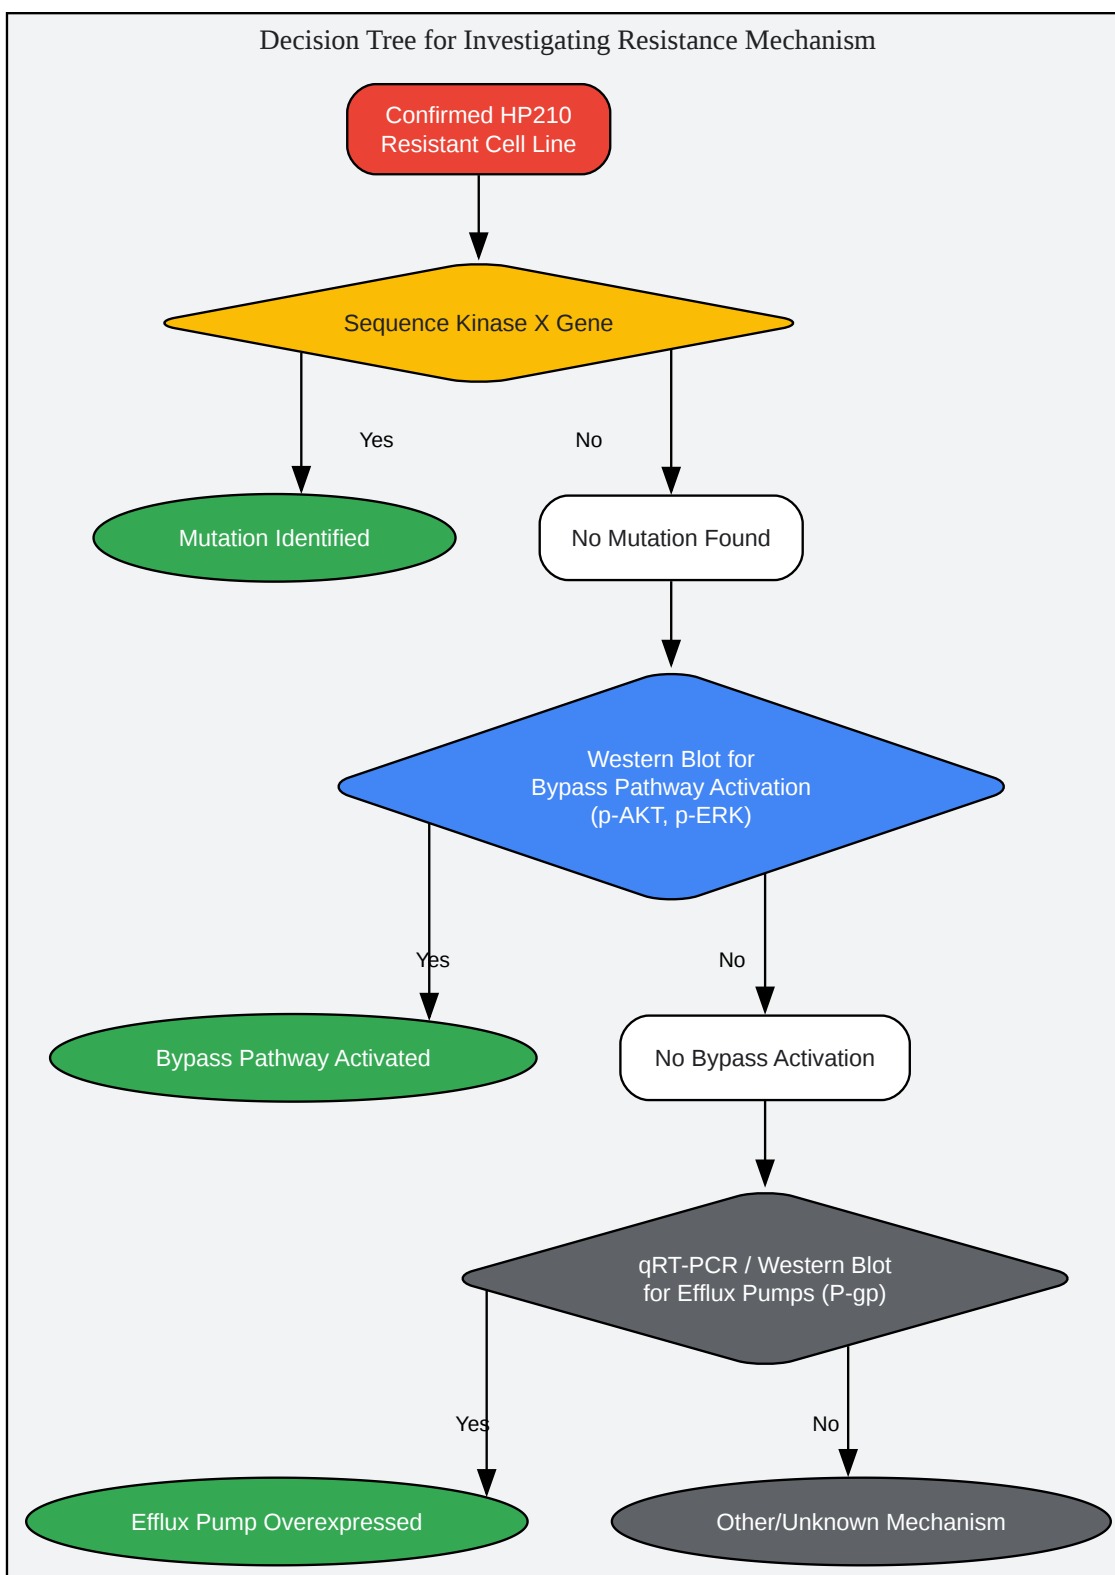 Decision Tree for Investigating Resistance Mechanism
Confirmed HP210
Resistant Cell Line
Sequence Kinase X Gene
Yes
No
Mutation Identified
No Mutation Found
Western Blot for
Bypass Pathway Activation
(p-AKT, p-ERK)
Yes
No
Bypass Pathway Activated
No Bypass Activation
qRT-PCR / Western Blot
for Efflux Pumps (P-gp)
Yes
No
Efflux Pump Overexpressed
Other/Unknown Mechanism